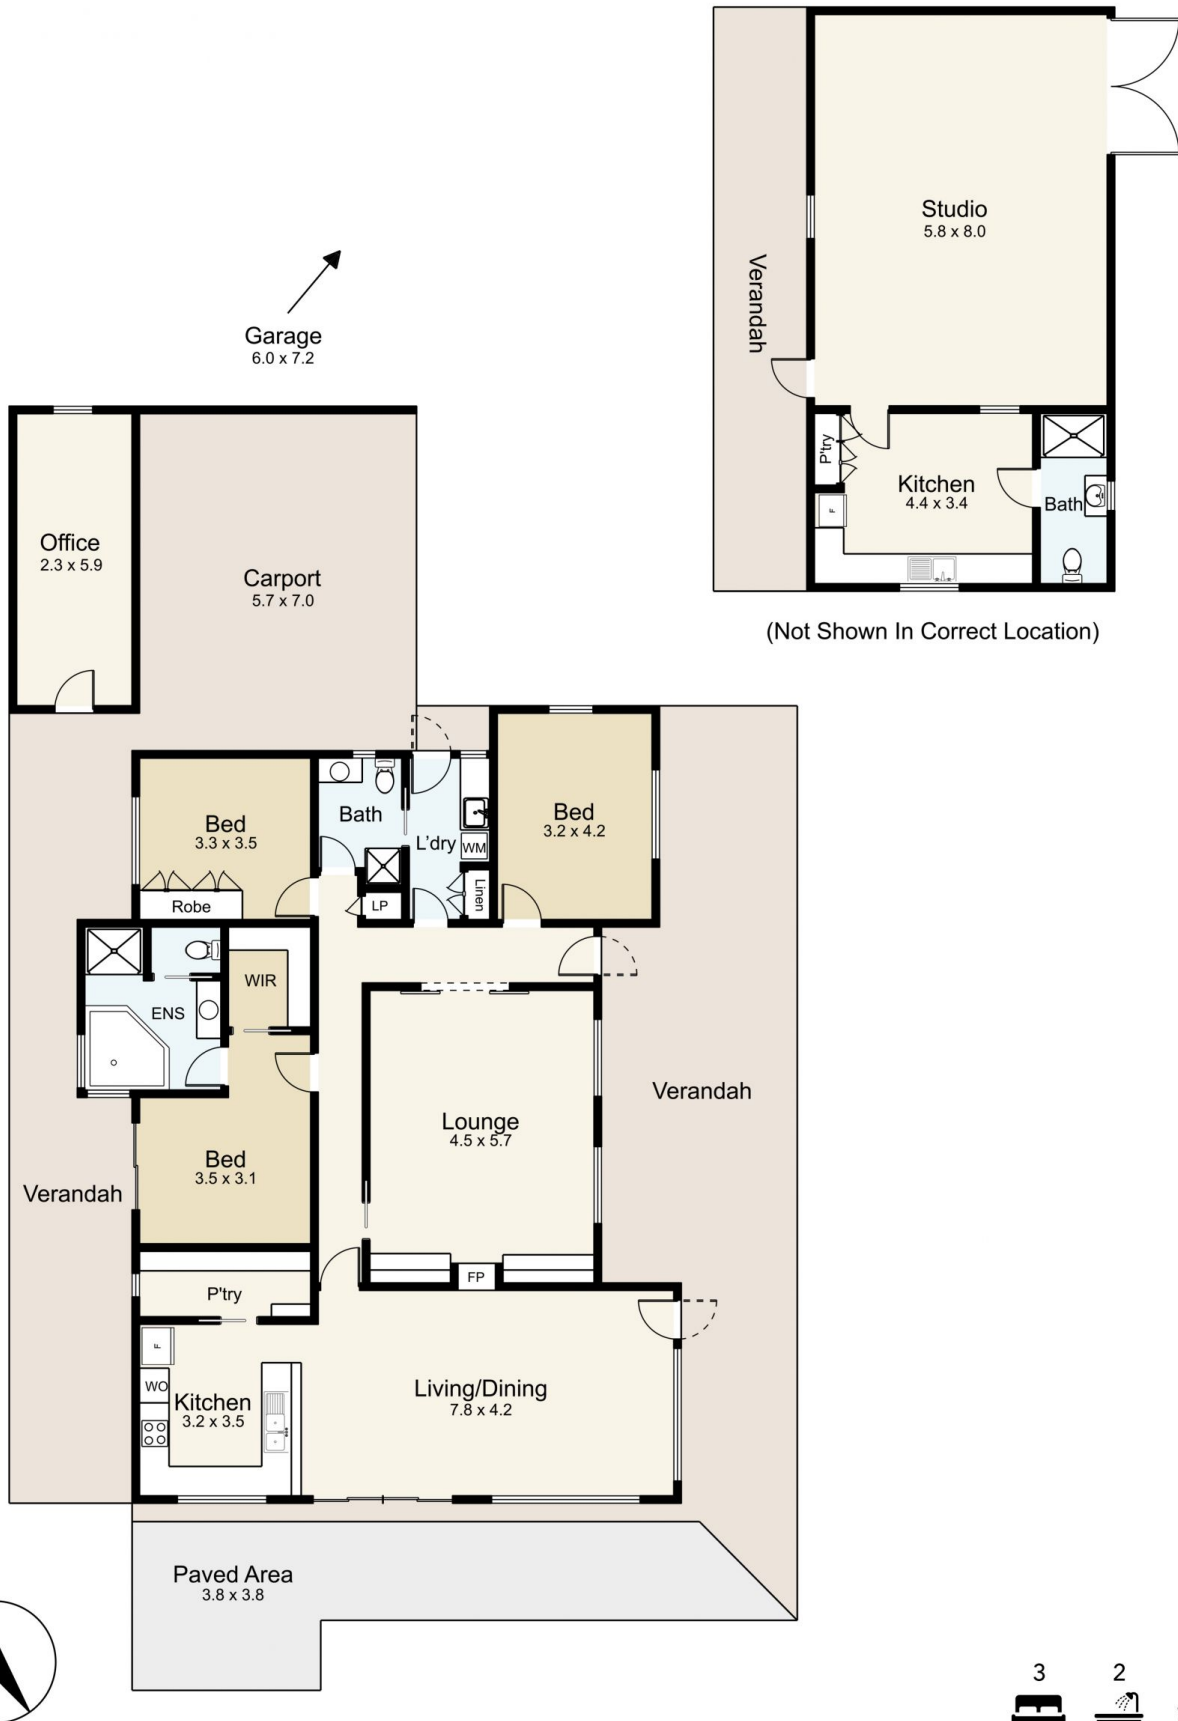 Studio
5.8 x 8.0
Verandah
Garage
6.0 x 7.2
P'try
Kitchen
4.4 x 3.4
F
Bath
(Not Shown In Correct Location)
Office
2.3 x 5.9
Carport
5.7 x 7.0
Bed
3.3 x 3.5
Robe
Bath
L'dry
WM
LP
Linen
Bed
3.2 x 4.2
WIR
ENS
Lounge
4.5 x 5.7
Verandah
Bed
3.5 x 3.1
Verandah
FP
P'try
F
WO
Kitchen
3.2 x 3.5
Living/Dining
7.8 x 4.2
Paved Area
3.8 x 3.8
3
2